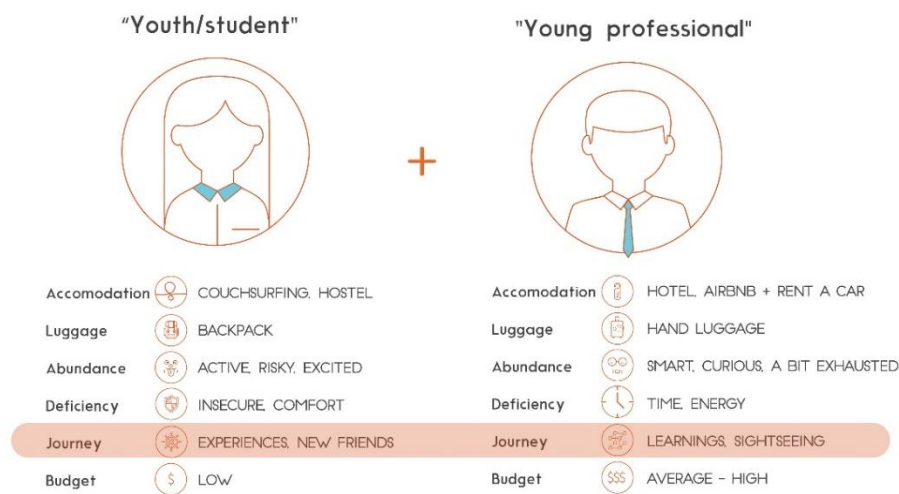 "Youth/student"
Accomodation COUCHSURFING, HOSTEL
Luggage BACKPACK
Abundance ACTIVE, RISKY, EXCITED
Deficiency INSECURE, COMFORT
Journey EXPERIENCES, NEW FRIENDS
Budget $ LOW
+
"Young professional"
Accomodation HOTEL, AIRBNB + RENT A CAR
Luggage HAND LUGGAGE
Abundance SMART, CURIOUS, A BIT EXHAUSTED
Deficiency TIME, ENERGY
Journey LEARNINGS, SIGHTSEEING
Budget $$$ AVERAGE - HIGH